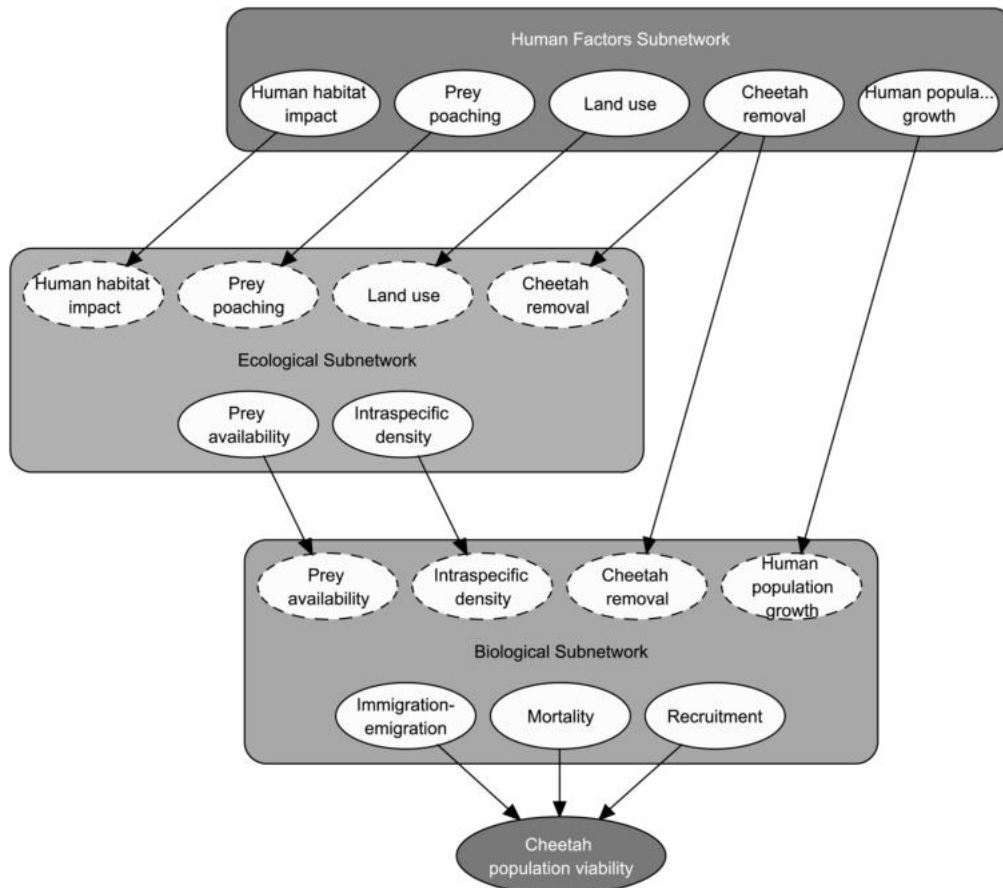 Human Factors Subnetwork
Human habitat
impact
Prey
poaching
Land use
Cheetah
removal
Human popula...
growth
Human habitat
impact
Prey
poaching
Land use
Cheetah
removal
Ecological Subnetwork
Prey
availability
Intraspecific
density
Prey
availability
Intraspecific
density
Cheetah
removal
Human
population
growth
Biological Subnetwork
Immigration-
emigration
Mortality
Recruitment
Cheetah
population viability